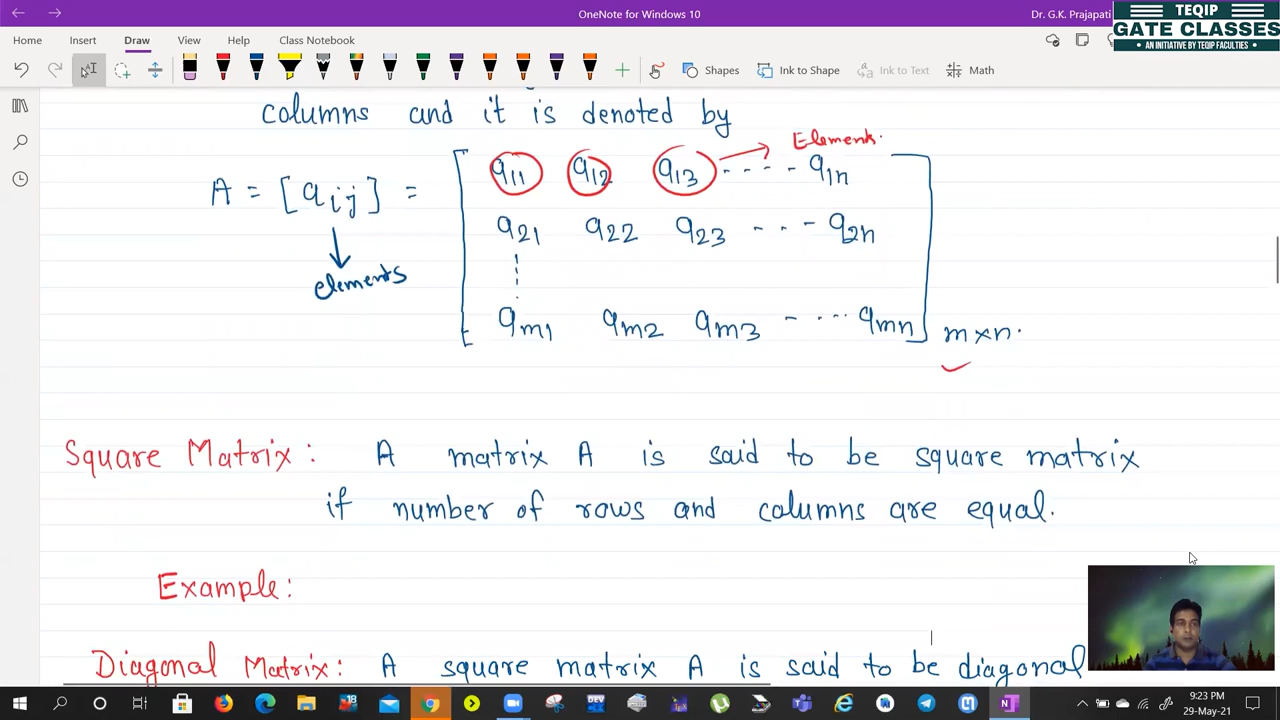 OneNote for Windows 10
Dr. G.K. Prajapati
TEQIP
GATE CLASSES
/ AN INITIATIVE BY TEQIP FACULTIES
Home Insert Draw View Help Class Notebook
Shapes Ink to Shape Ink to Text Math
columns and it is denoted by
Elements.
A = [aij] = [ a11 a12 a13 ---- a1n
a21 a22 a23 --- a2n
elements
am1 am2 am3 - ... amn ] m×n.
Square Matrix: A matrix A is said to be square matrix
if number of rows and columns are equal.
Example:
Diagonal Matrix: A square matrix A is said to be diagonal
9:23 PM
29-May-21